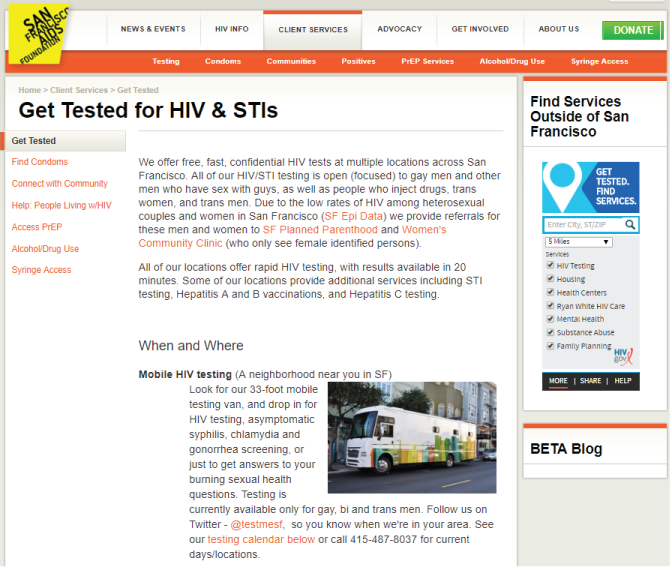 SAN
FRANCISCO
AIDS
FOUNDATION
NEWS & EVENTS
HIV INFO
CLIENT SERVICES
ADVOCACY
GET INVOLVED
ABOUT US
DONATE
Testing
Condoms
Communities
Positives
PrEP Services
Alcohol/Drug Use
Syringe Access
Home > Client Services > Get Tested
Get Tested for HIV & STIs
Get Tested
Find Condoms
Connect with Community
Help: People Living w/HIV
Access PrEP
Alcohol/Drug Use
Syringe Access
We offer free, fast, confidential HIV tests at multiple locations across San
Francisco. All of our HIV/STI testing is open (focused) to gay men and other
men who have sex with guys, as well as people who inject drugs, trans
women, and trans men. Due to the low rates of HIV among heterosexual
couples and women in San Francisco (SF Epi Data) we provide referrals for
these men and women to SF Planned Parenthood and Women's
Community Clinic (who only see female identified persons).
All of our locations offer rapid HIV testing, with results available in 20
minutes. Some of our locations provide additional services including STI
testing, Hepatitis A and B vaccinations, and Hepatitis C testing.
When and Where
Mobile HIV testing (A neighborhood near you in SF)
Look for our 33-foot mobile
testing van, and drop in for
HIV testing, asymptomatic
syphilis, chlamydia and
gonorrhea screening, or
just to get answers to your
burning sexual health
questions. Testing is
currently available only for gay, bi and trans men. Follow us on
Twitter - @testmesf, so you know when we're in your area. See
our testing calendar below or call 415-487-8037 for current
days/locations.
Find Services
Outside of San
Francisco
GET
TESTED.
FIND
SERVICES.
Enter City, ST/ZIP
5 Miles
Services
HIV Testing
Housing
Health Centers
Ryan White HIV Care
Mental Health
Substance Abuse
Family Planning
HIV
gov
MORE | SHARE | HELP
BETA Blog